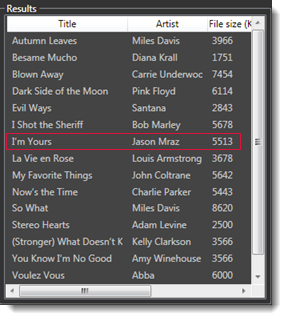 Results
Title Artist File size (K
Autumn Leaves Miles Davis 3966
Besame Mucho Diana Krall 1751
Blown Away Carrie Underwoc 7454
Dark Side of the Moon Pink Floyd 6114
Evil Ways Santana 2843
I Shot the Sheriff Bob Marley 5678
I'm Yours Jason Mraz 5513
La Vie en Rose Louis Armstrong 3678
My Favorite Things John Coltrane 5642
Now's the Time Charlie Parker 5443
So What Miles Davis 8620
Stereo Hearts Adam Levine 2500
(Stronger) What Doesn't K Kelly Clarkson 3566
You Know I'm No Good Amy Winehouse 3566
Voulez Vous Abba 6000